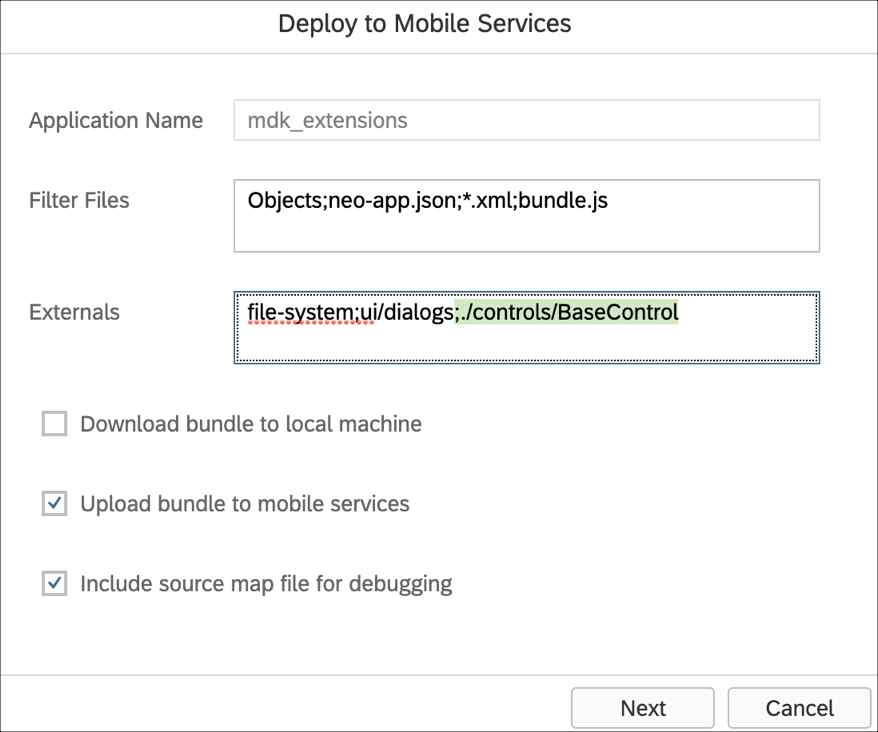 Deploy to Mobile Services
Application Name
mdk_extensions
Filter Files
Objects;neo-app.json;*.xml;bundle.js
Externals
file-system;ui/dialogs;./controls/BaseControl
Download bundle to local machine
Upload bundle to mobile services
Include source map file for debugging
Next
Cancel